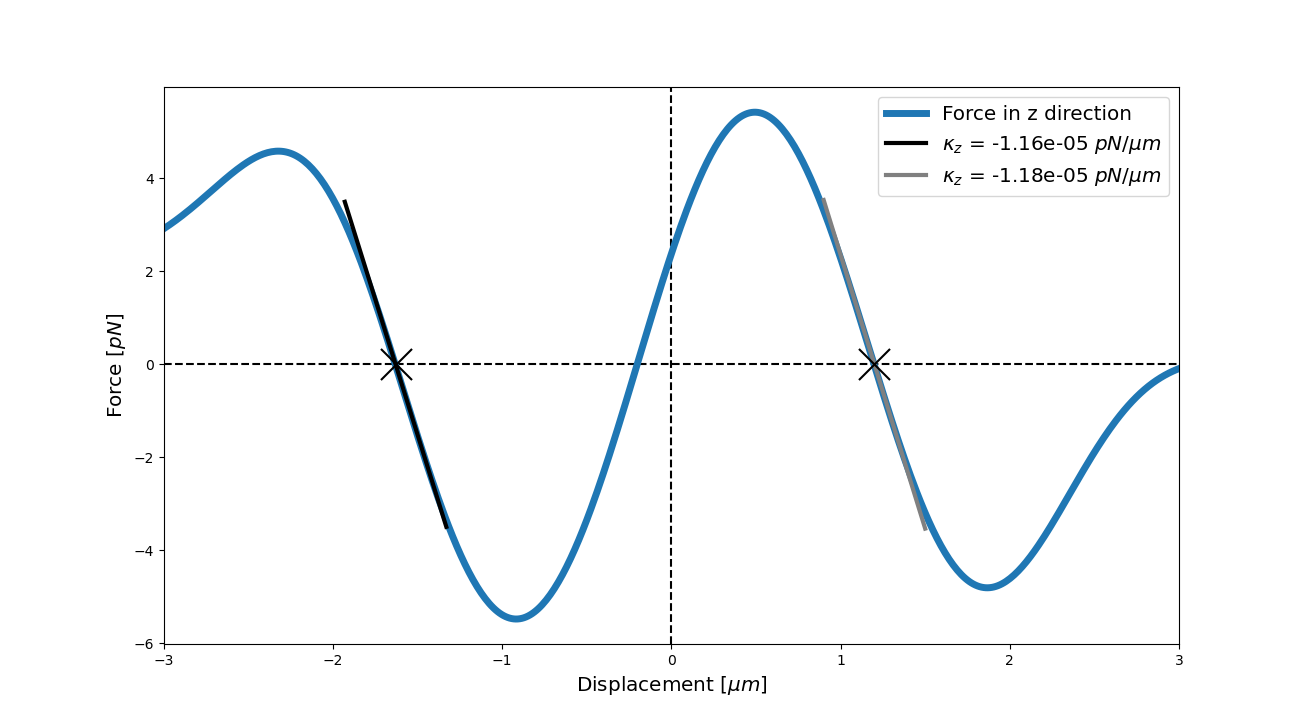 Force in z direction
κz = -1.16e-05 pN/μm
κz = -1.18e-05 pN/μm
Force [pN]
4
2
0
−2
−4
−6
−3
−2
−1
0
1
2
3
Displacement [μm]